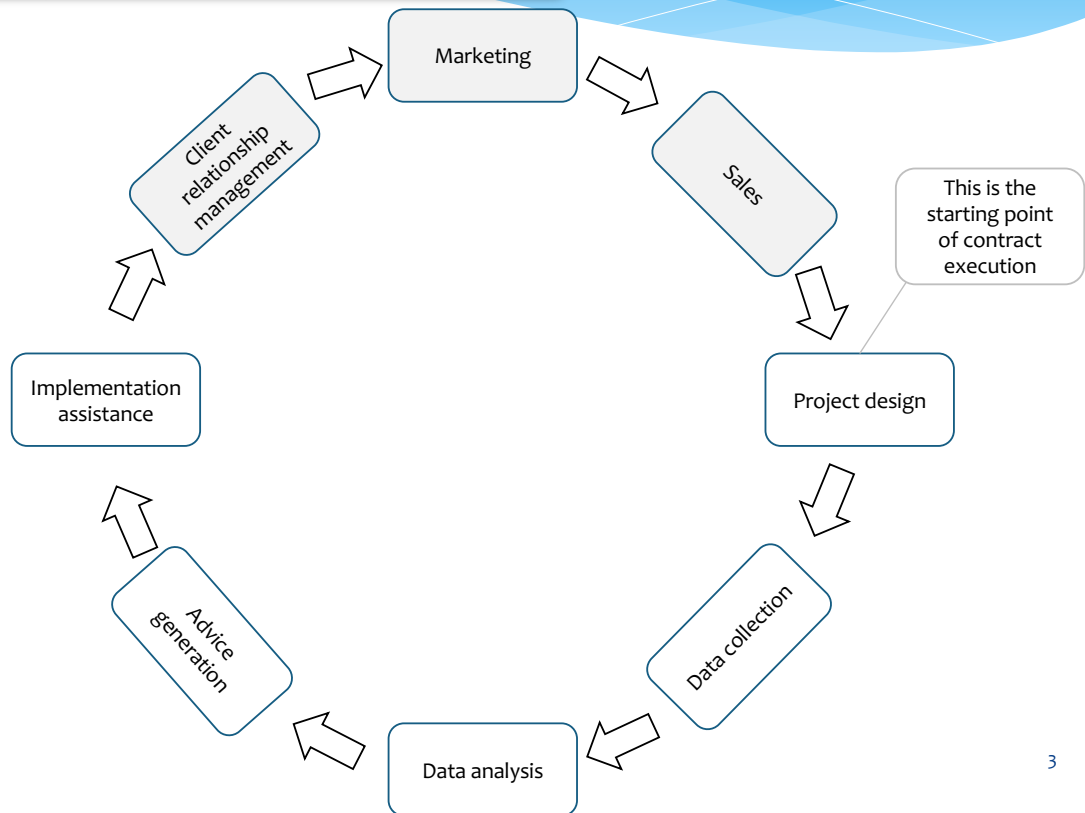 Marketing
Sales
This is the
starting point
of contract
execution
Project design
Data collection
Data analysis
Advice
generation
Implementation
assistance
Client
relationship
management
3